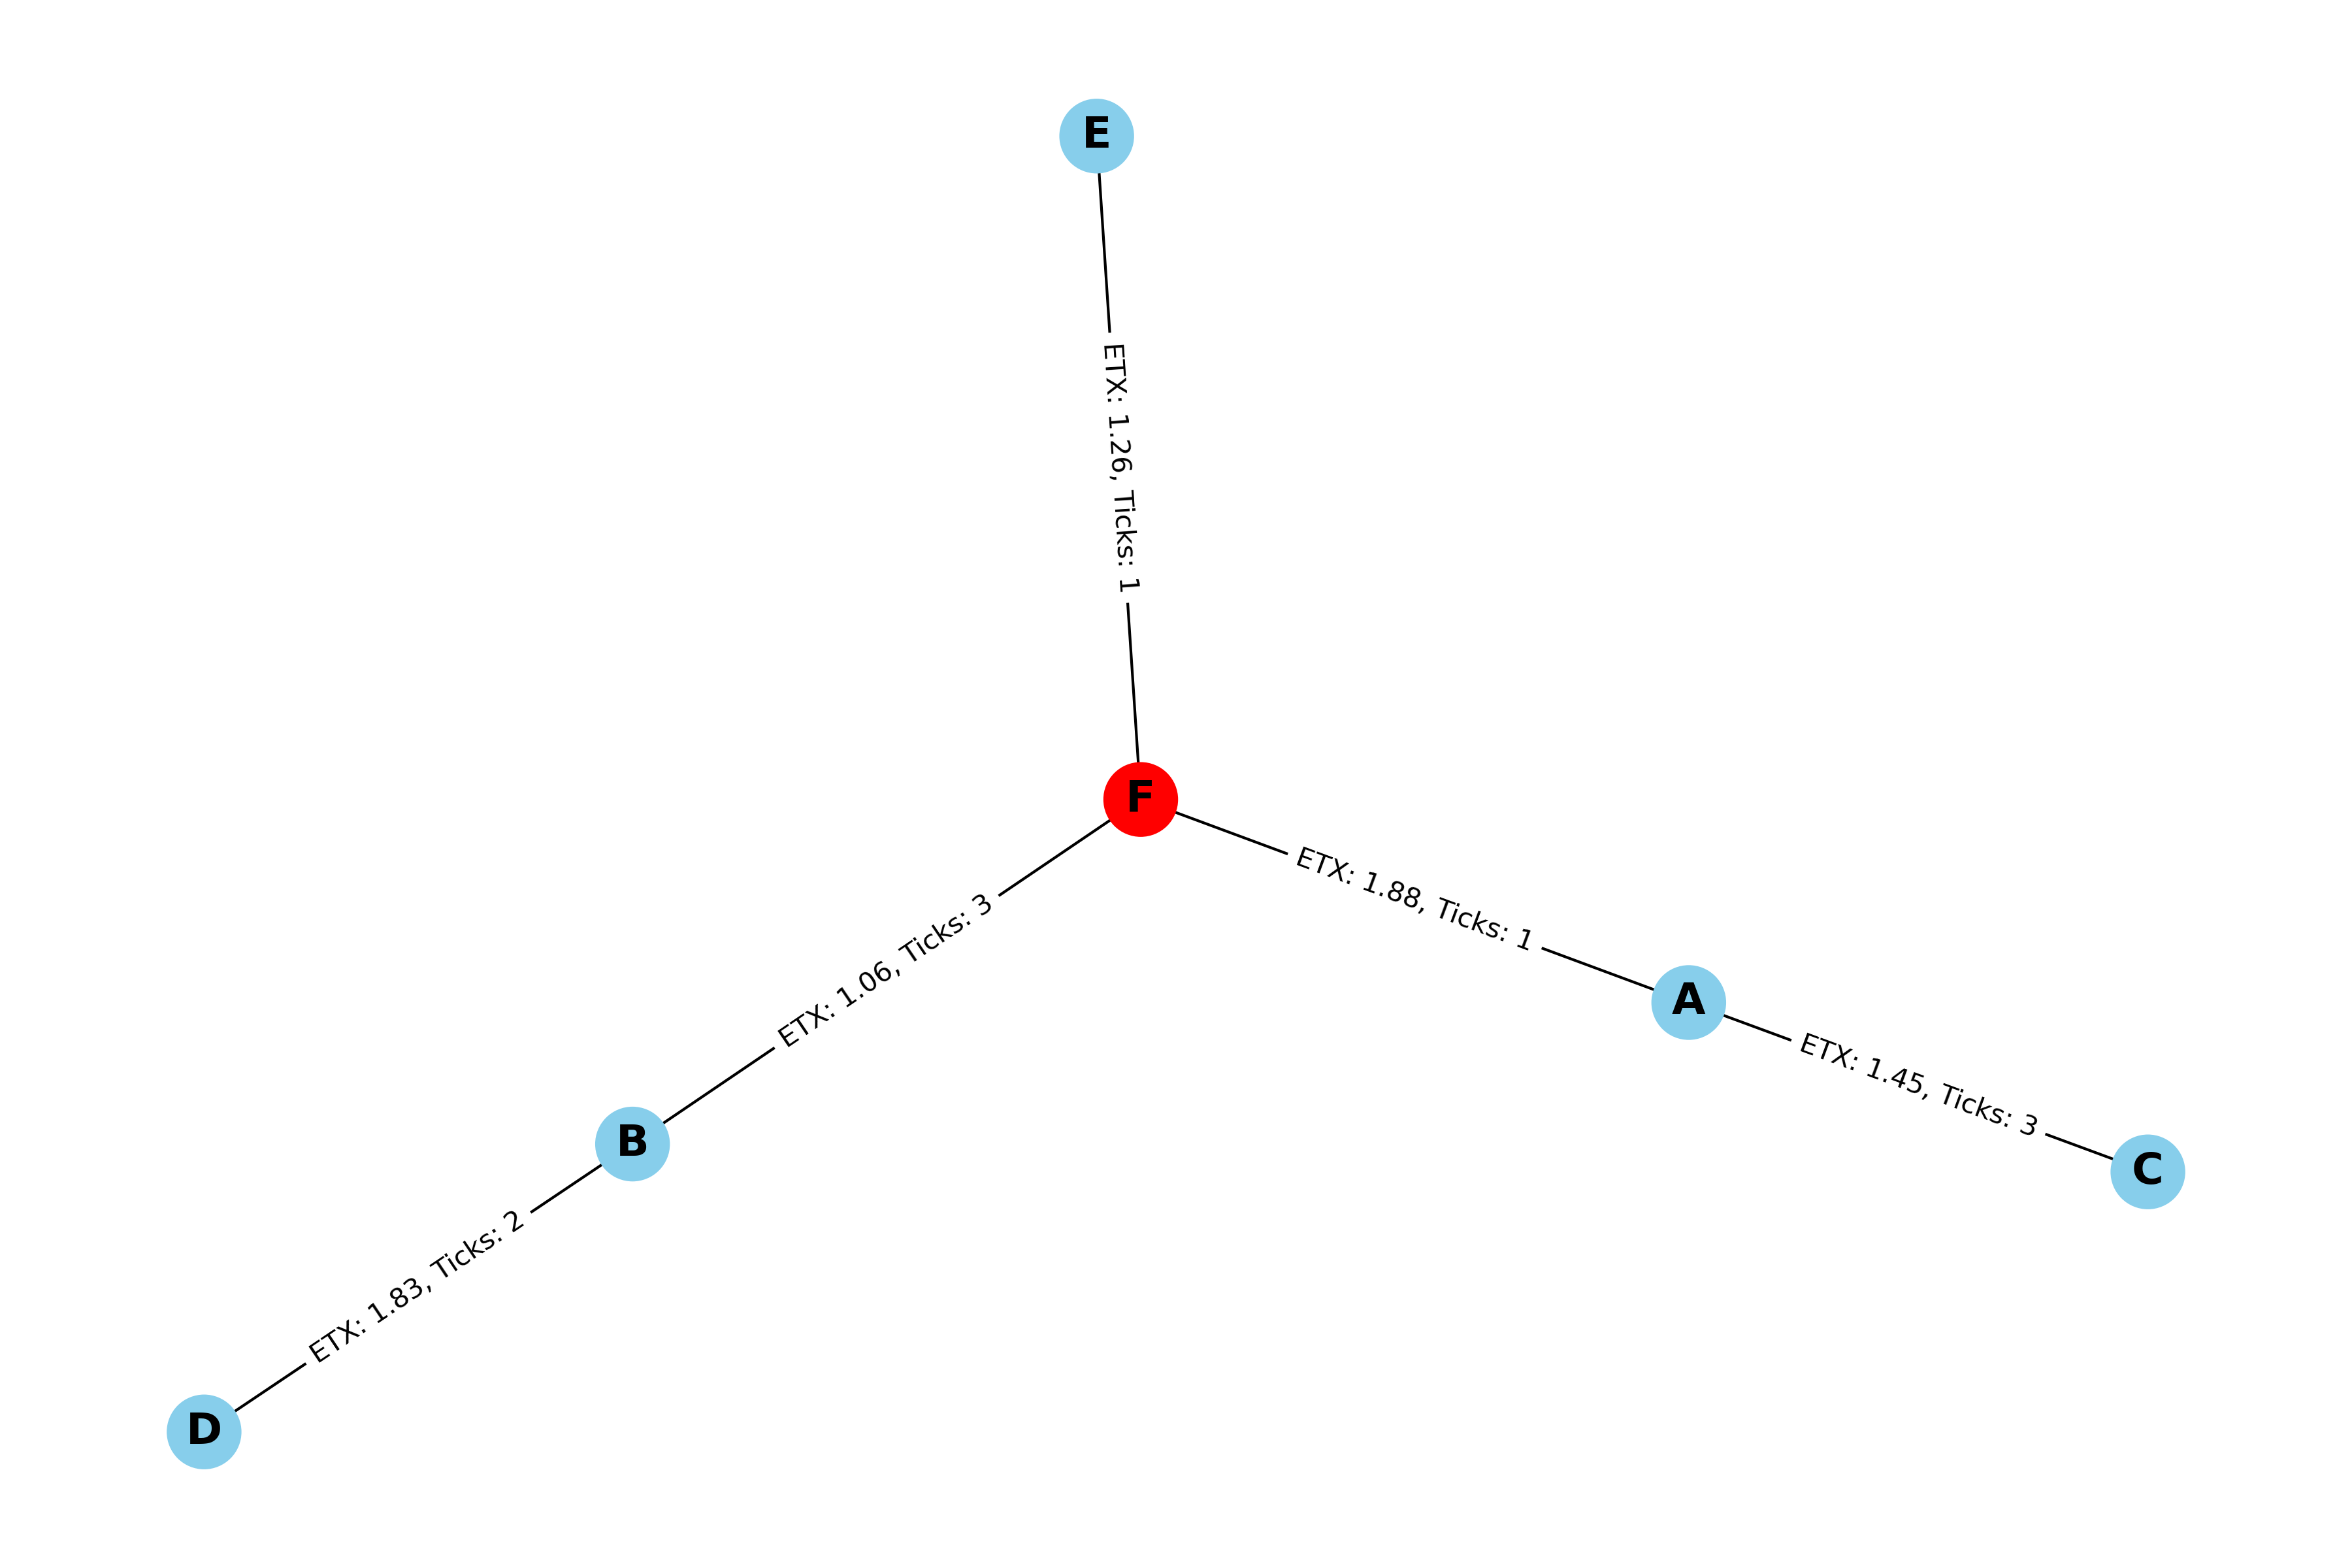 E
ETX: 1.26, Ticks: 1
F
ETX: 1.88, Ticks: 1
ETX: 1.06, Ticks: 3
A
ETX: 1.45, Ticks: 3
B
C
ETX: 1.83, Ticks: 2
D